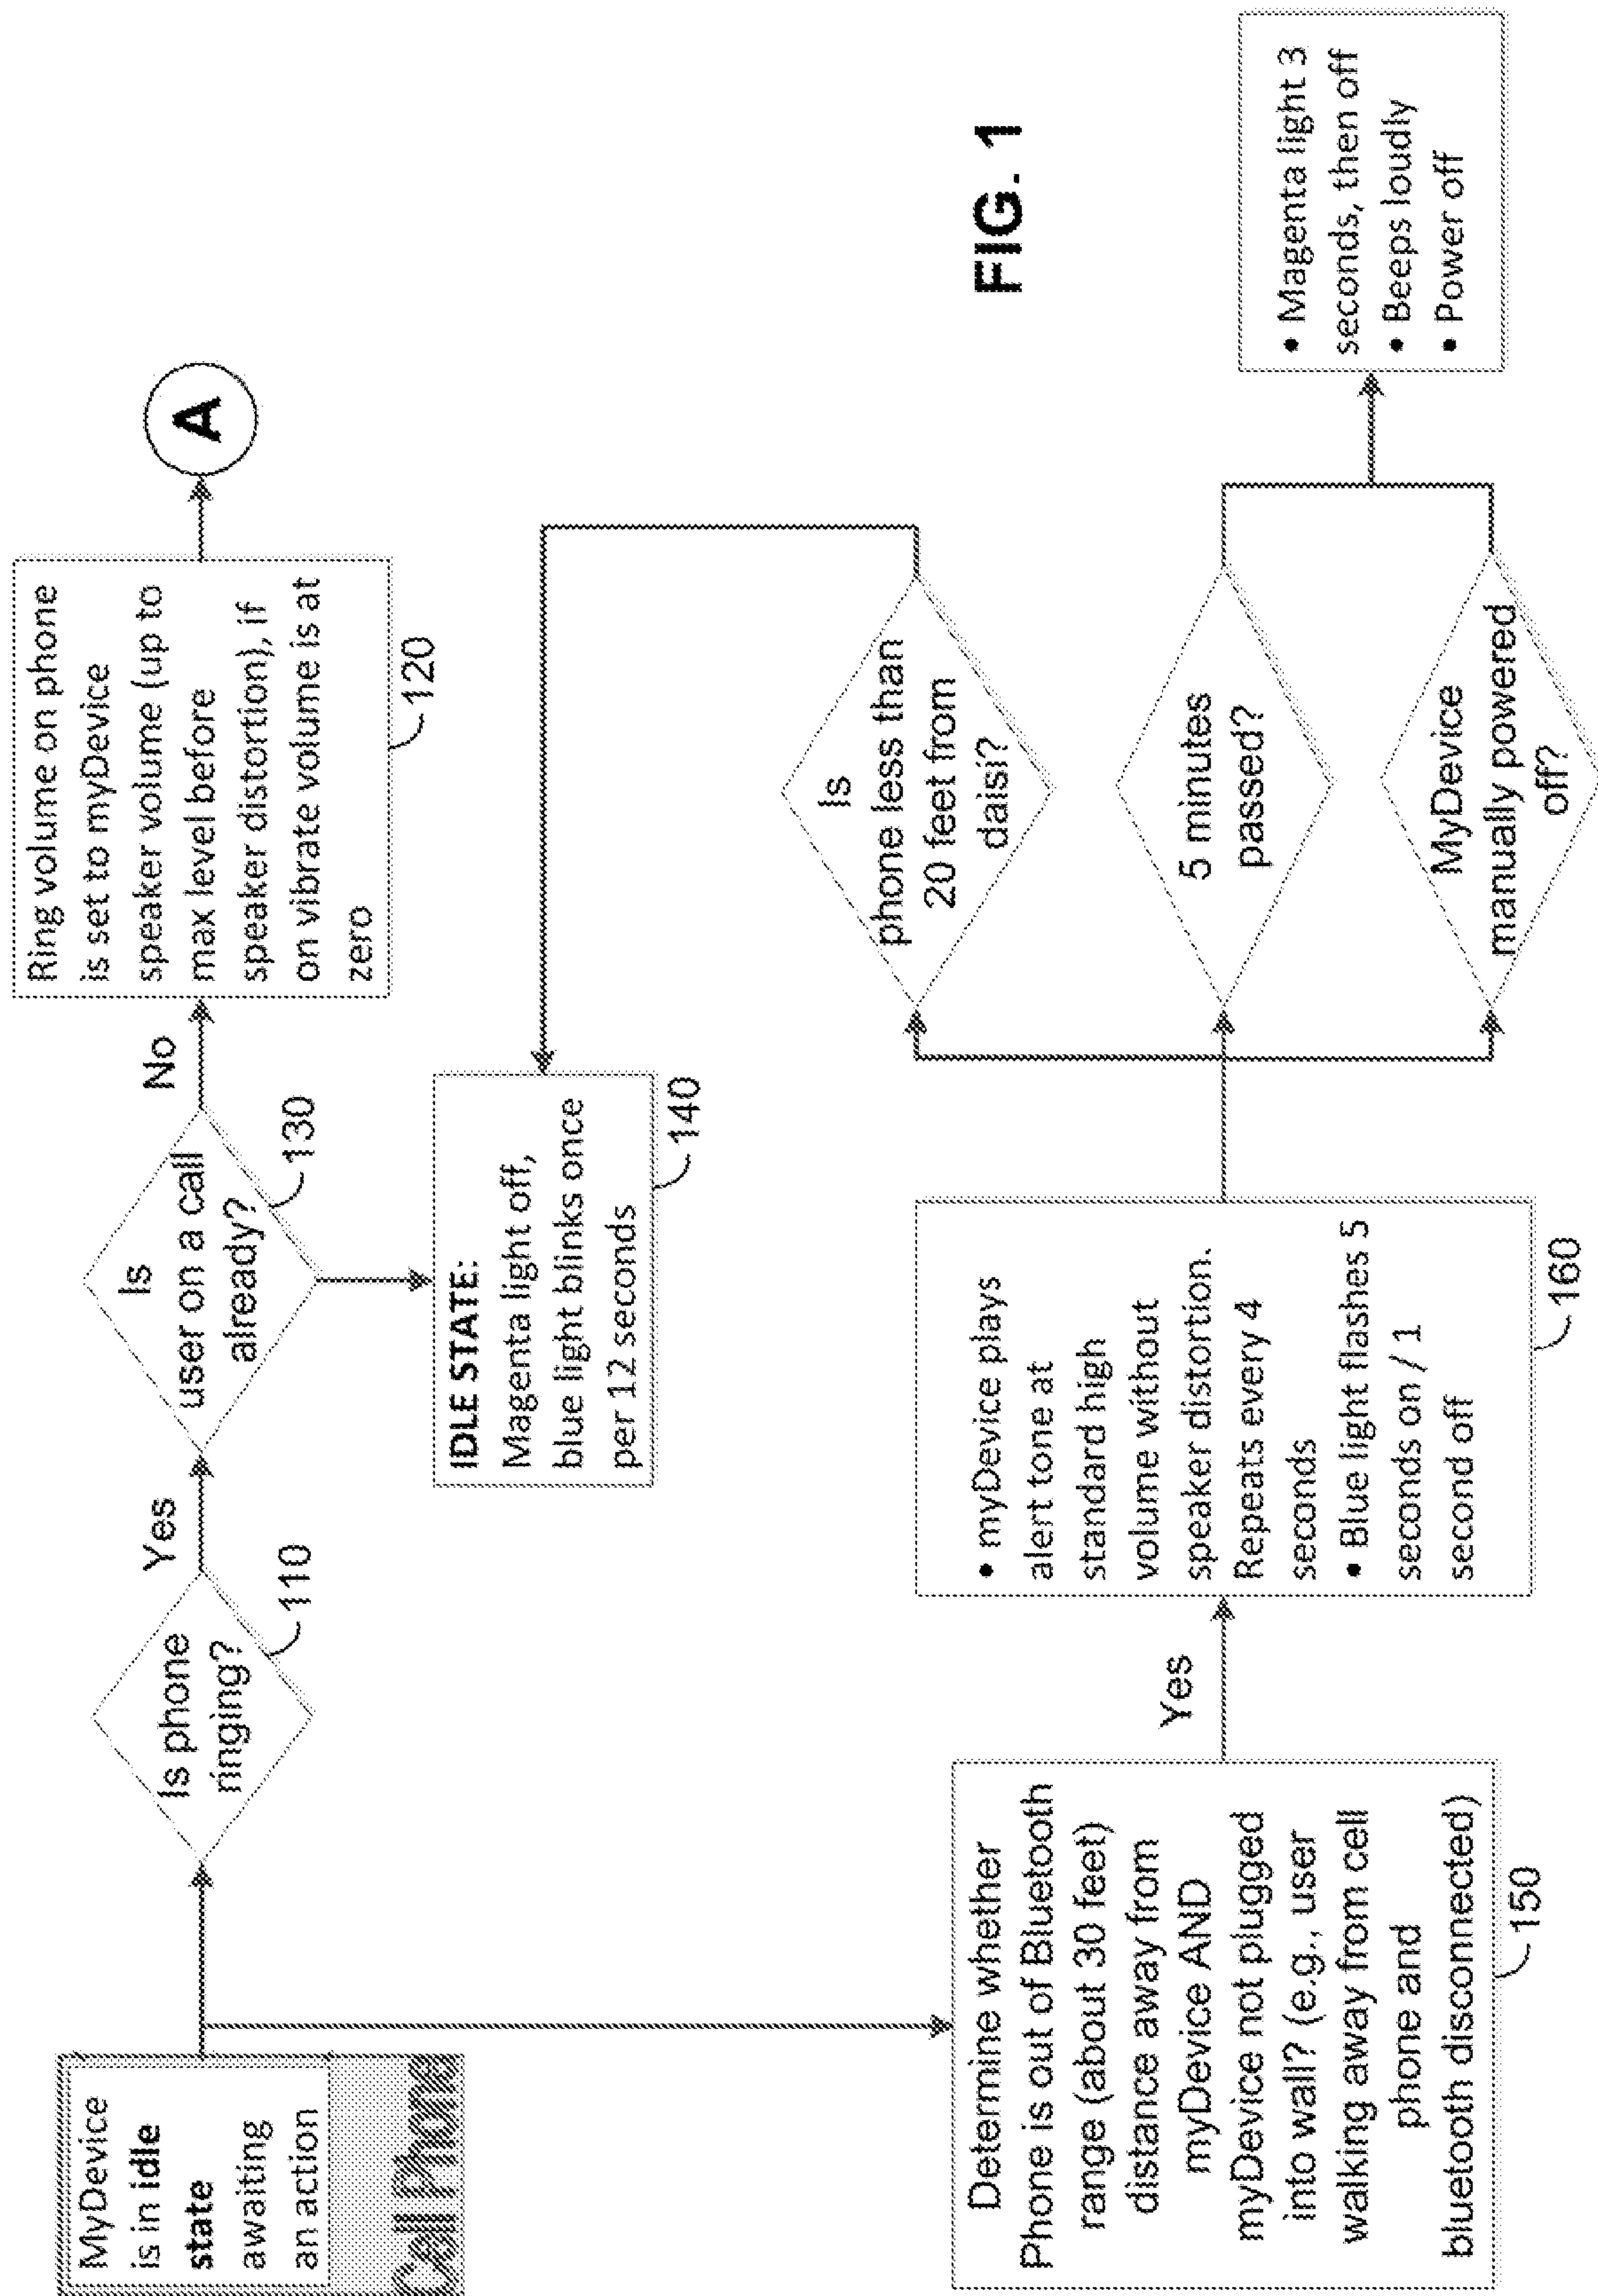 MyDevice
is in idle
state
awaiting
an action
Cell Phone
Is phone
ringing?
110
Yes
Is
user on a call
already?
130
No
Ring volume on phone
is set to myDevice
speaker volume (up to
max level before
speaker distortion), if
on vibrate volume is at
zero
120
A
IDLE STATE:
Magenta light off,
blue light blinks once
per 12 seconds
140
Determine whether
Phone is out of Bluetooth
range (about 30 feet)
distance away from
myDevice AND
myDevice not plugged
into wall? (e.g., user
walking away from cell
phone and
bluetooth disconnected)
150
Yes
• myDevice plays
alert tone at
standard high
volume without
speaker distortion.
Repeats every 4
seconds
• Blue light flashes 5
seconds on / 1
second off
160
Is
phone less than
20 feet from
daisi?
5 minutes
passed?
MyDevice
manually powered
off?
• Magenta light 3
seconds, then off
• Beeps loudly
• Power off
FIG. 1